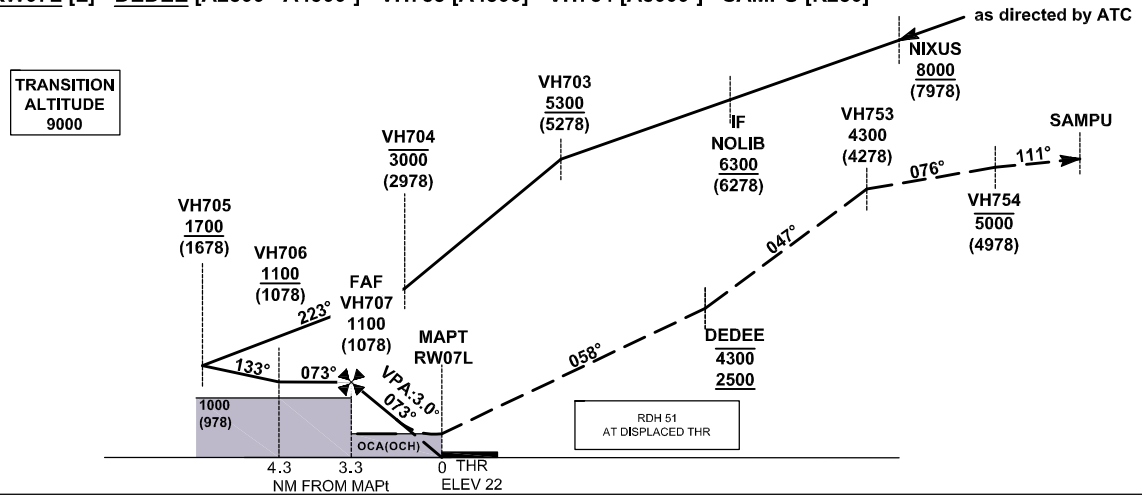 RW07L [L] - DEDEE [A2500+ A4300-] - VH753 [A4300] - VH754 [A5000+] - SAMPU [K230-]
as directed by ATC
TRANSITION
ALTITUDE
9000
NIXUS
8000
(7978)
VH703
5300
(5278)
IF
NOLIB
6300
(6278)
VH753
4300
(4278)
SAMPU
076°
111°
VH754
5000
(4978)
VH704
3000
(2978)
VH705
1700
(1678)
VH706
1100
(1078)
FAF
VH707
1100
(1078)
MAPT
RW07L
047°
223°
133°
073°
VPA:3.0°
073°
058°
DEDEE
4300
2500
1000
(978)
OCA(OCH)
RDH 51
AT DISPLACED THR
4.3
3.3
0
THR
NM FROM MAPt
ELEV 22